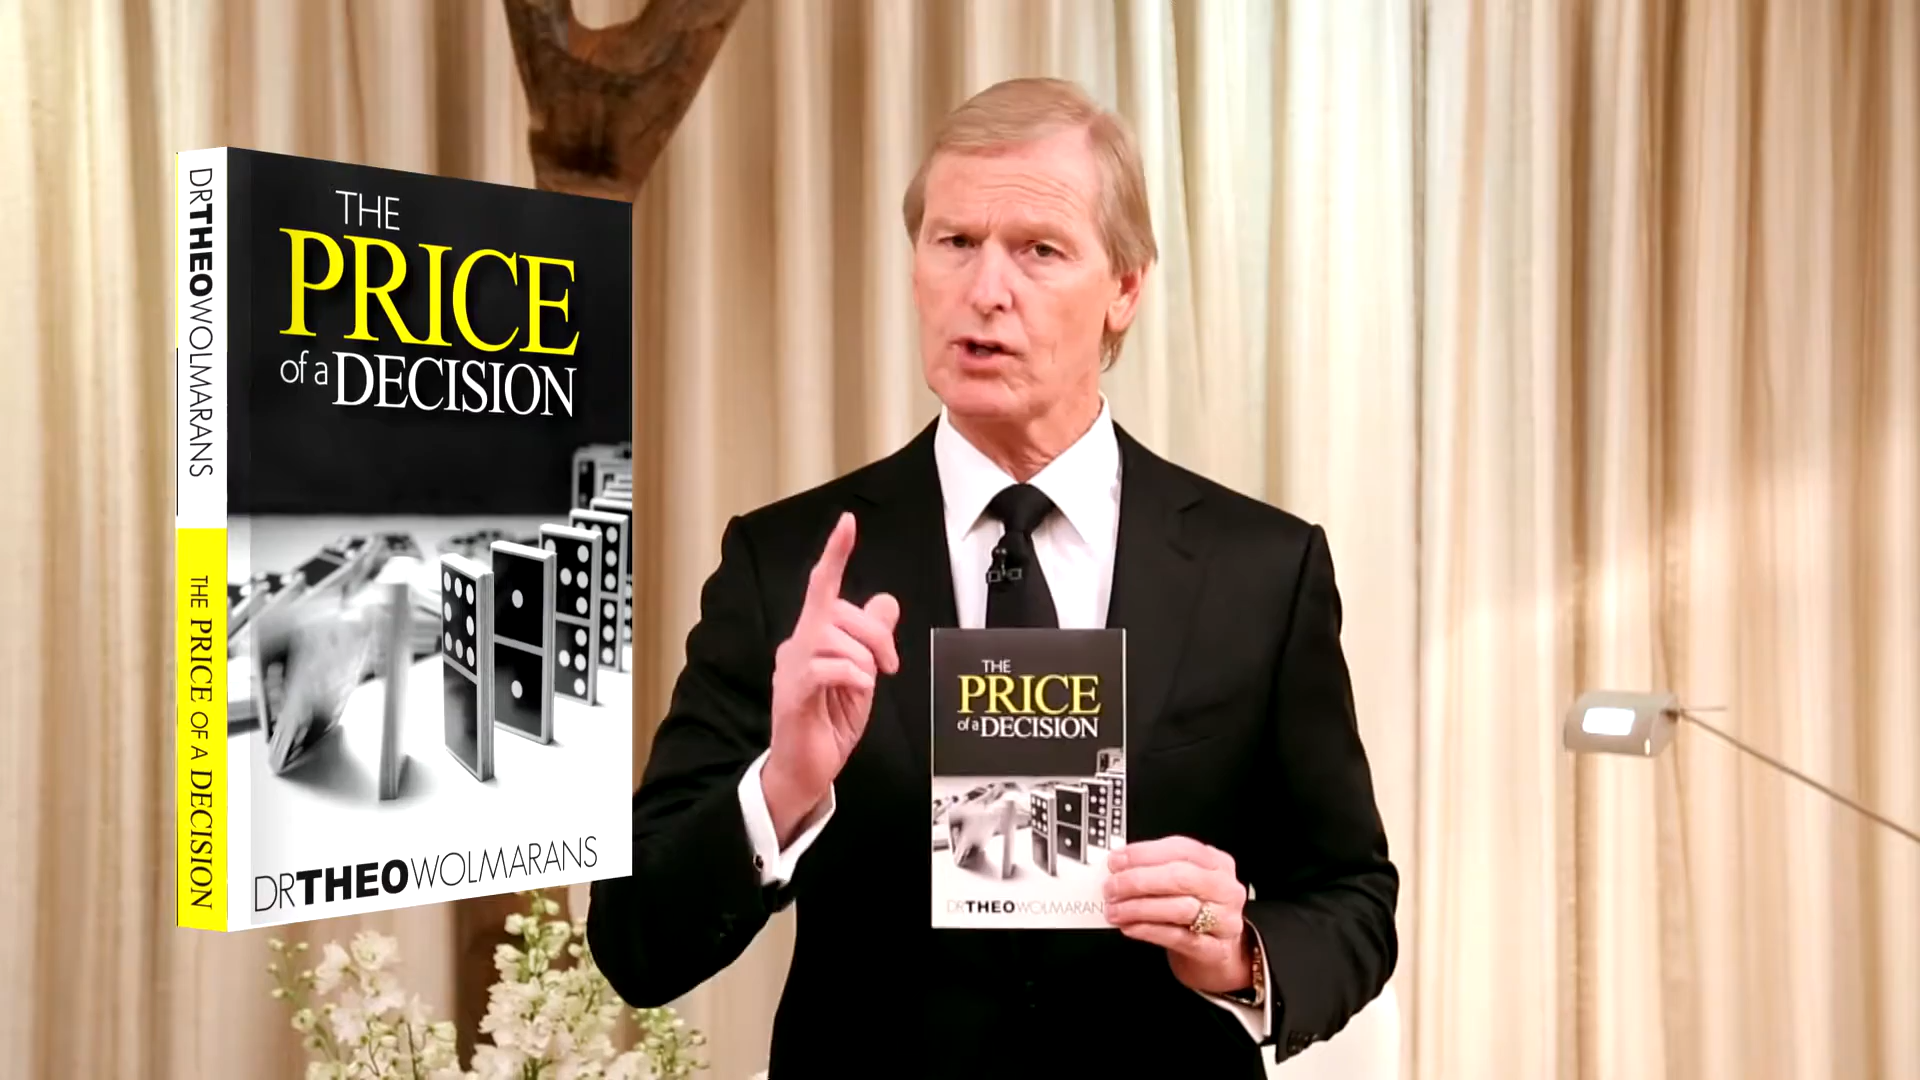 DRTHEOWOLMARANS
THE PRICE OF A DECISION
THE
PRICE
of a DECISION
DRTHEOWOLMARANS
THE
PRICE
of a DECISION
DRTHEOWOLMARAN